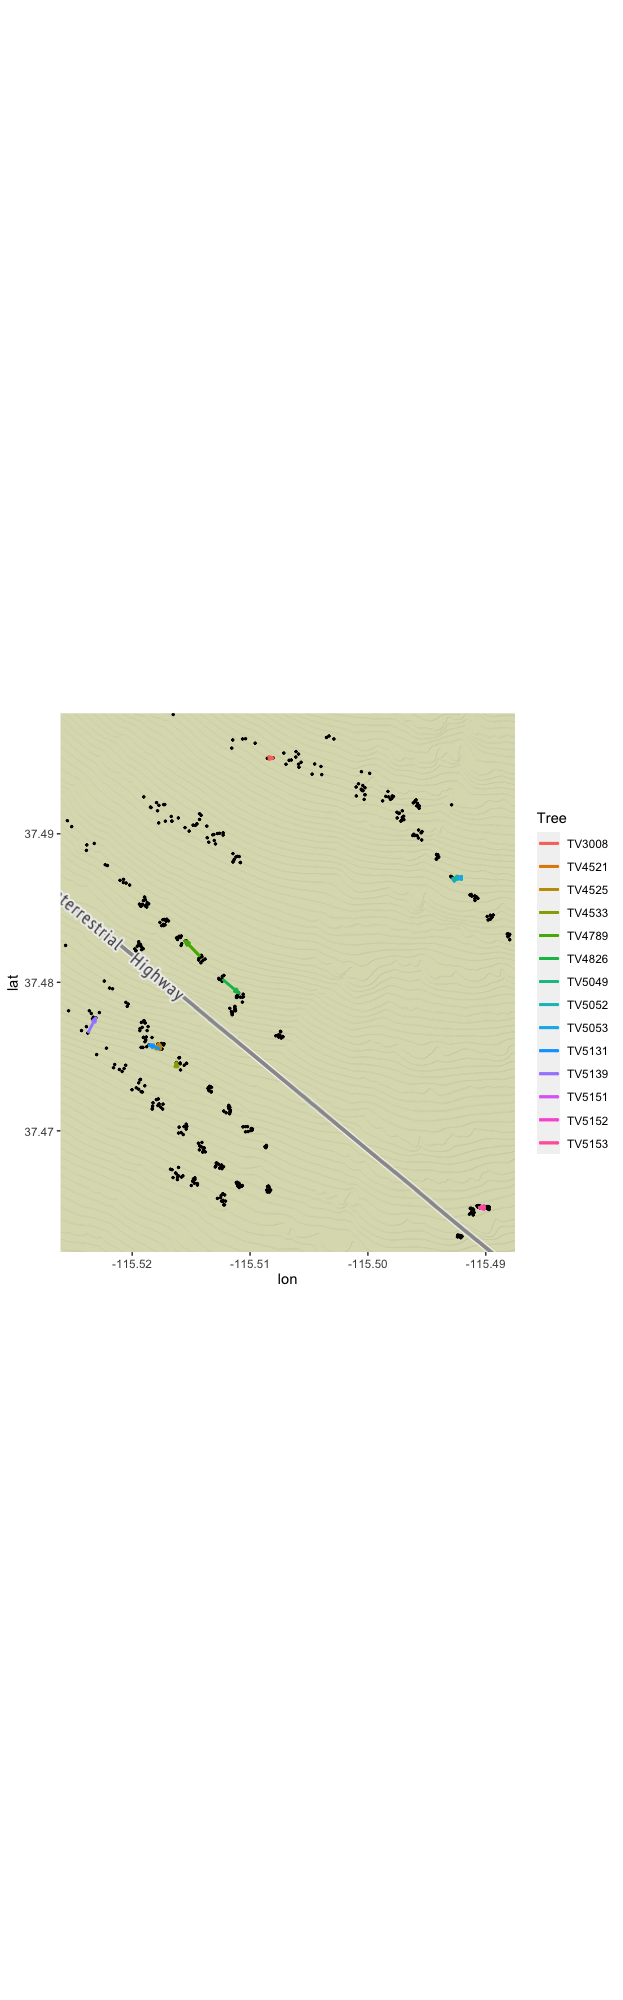 terrestrial Highway
37.49
37.48
37.47
lat
-115.52
-115.51
-115.50
-115.49
lon
Tree
TV3008
TV4521
TV4525
TV4533
TV4789
TV4826
TV5049
TV5052
TV5053
TV5131
TV5139
TV5151
TV5152
TV5153